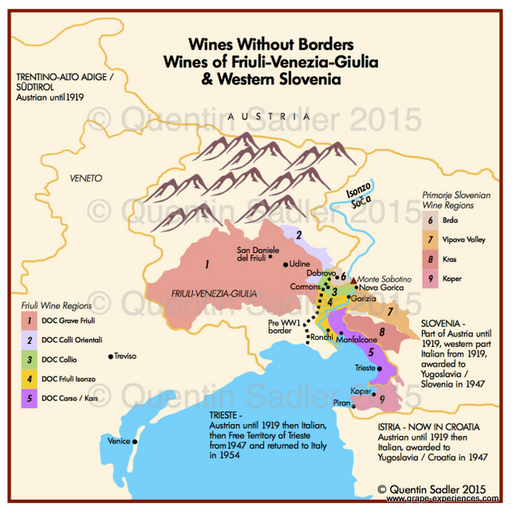 Wines Without Borders
Wines of Friuli-Venezia-Giulia
& Western Slovenia
TRENTINO-ALTO ADIGE /
SÜDTIROL
Austrian until 1919
© Quentin Sadler 2015
AUSTRIA
VENETO
Isonzo
Soča
© Quentin Sadler 2015
Primorje Slovenian
Wine Regions
6 Brda
7 Vipava Valley
8 Kras
9 Koper
1
2
San Daniele
del Friuli
Udine
FRIULI-VENEZIA-GIULIA
Dobrovo
6
Monte Sabotino
Nova Gorica
Cormons
3
4
Gorizia
7
Pre WW1
border
Ronchi
Monfalcone
8
5
Trieste
Koper
Piran
9
Friuli Wine Regions
1 DOC Grave Friuli
2 DOC Colli Orientali
3 DOC Collio
4 DOC Friuli Isonzo
5 DOC Carso / Kars
Treviso
Venice
SLOVENIA -
Part of Austria until
1919, western part
Italian from 1919,
awarded to
Yugoslavia /
Slovenia in 1947
© Quentin Sadler 2015
TRIESTE -
Austrian until 1919 then Italian,
then Free Territory of Trieste
from 1947 and returned to Italy
in 1954
ISTRIA - NOW IN CROATIA
Austrian until 1919 then
Italian, awarded to
Yugoslavia / Croatia in 1947
© Quentin Sadler 2015
www.grape-experiences.com